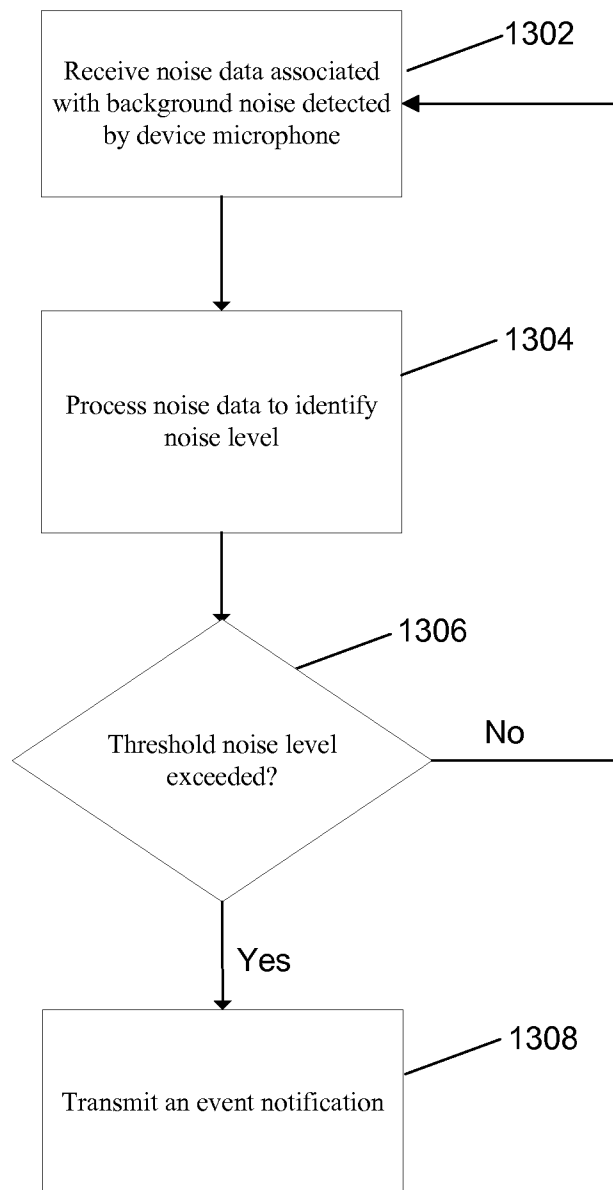 1302
Receive noise data associated
with background noise detected
by device microphone
1304
Process noise data to identify
noise level
1306
Threshold noise level
exceeded?
No
Yes
1308
Transmit an event notification